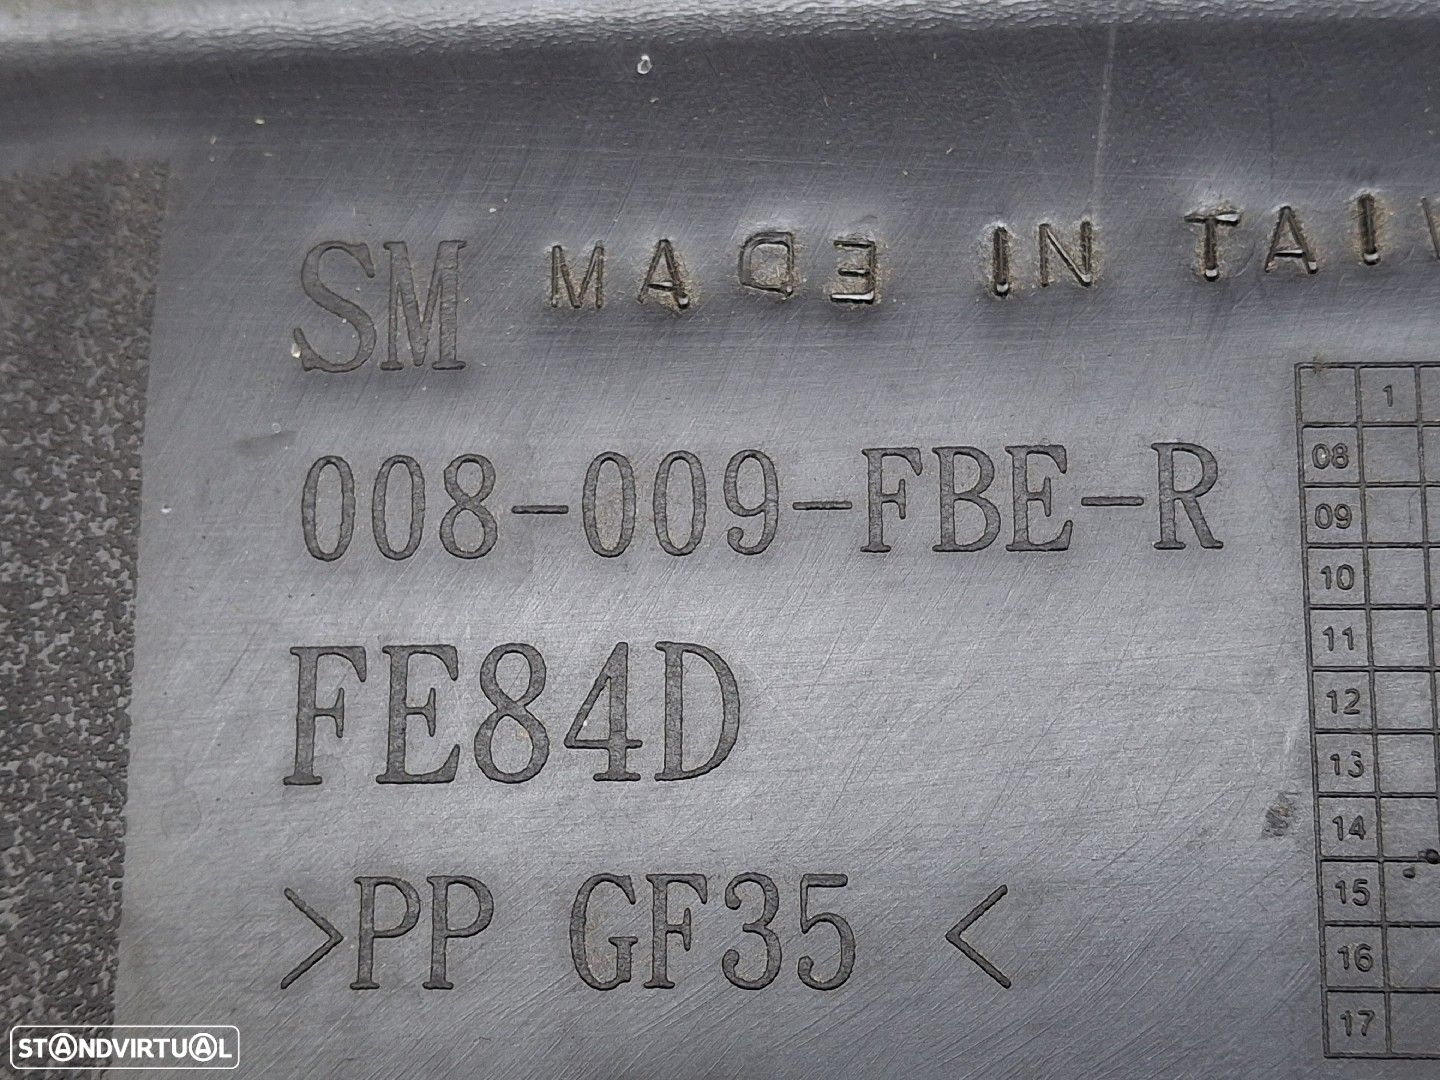 SM MADE IN TAI
008-009-FBE-R
FE84D
>PP GF35 <
1
08
09
10
11
12
13
14
15
16
17
STANDVIRTUAL